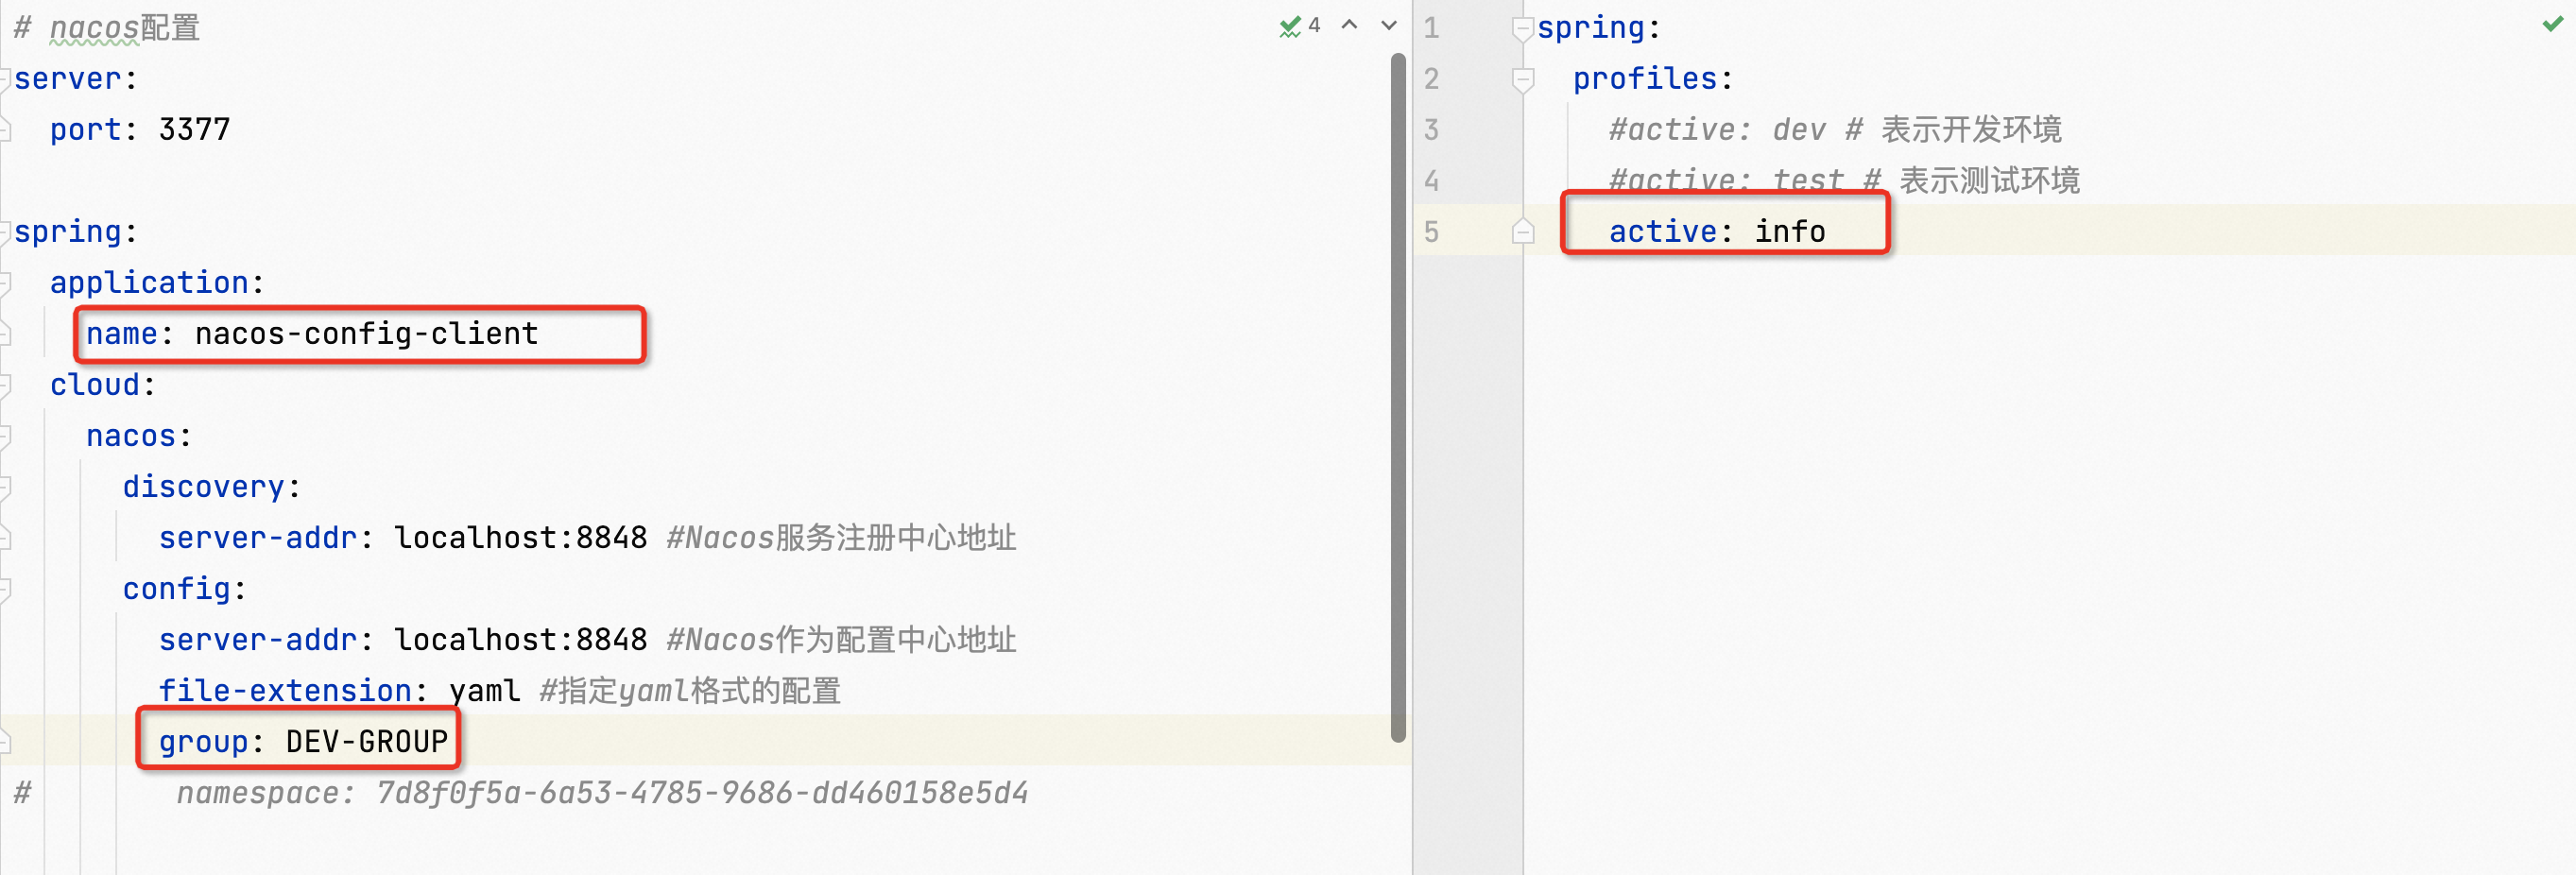 # nacos配置
server:
  port: 3377

spring:
  application:
    name: nacos-config-client
  cloud:
    nacos:
      discovery:
        server-addr: localhost:8848 #Nacos服务注册中心地址
      config:
        server-addr: localhost:8848 #Nacos作为配置中心地址
        file-extension: yaml #指定yaml格式的配置
        group: DEV-GROUP
#        namespace: 7d8f0f5a-6a53-4785-9686-dd460158e5d4
4
1 spring:
2   profiles:
3     #active: dev # 表示开发环境
4     #active: test # 表示测试环境
5     active: info